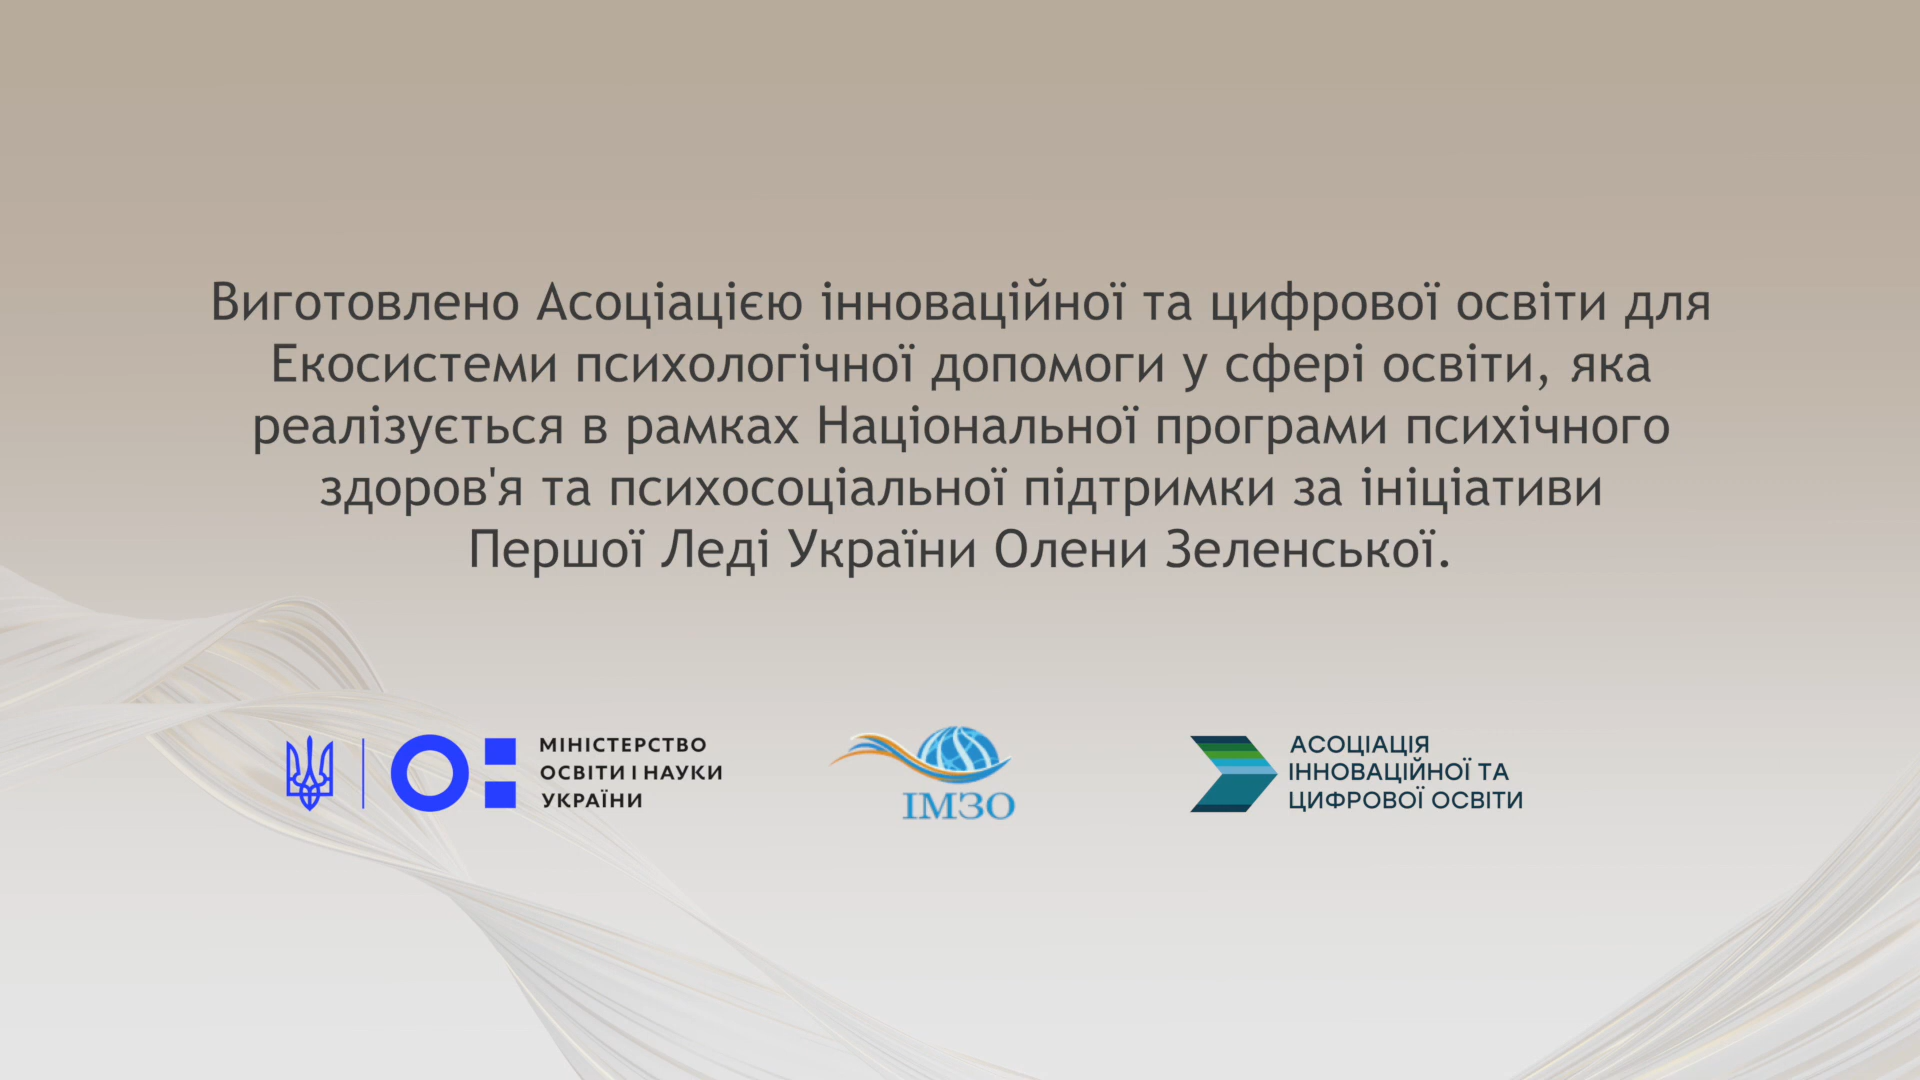 Виготовлено Асоціацією інноваційної та цифрової освіти для
Екосистеми психологічної допомоги у сфері освіти, яка
реалізується в рамках Національної програми психічного
здоров'я та психосоціальної підтримки за ініціативи
Першої Леді України Олени Зеленської.
МІНІСТЕРСТВО
ОСВІТИ І НАУКИ
УКРАЇНИ
ІМЗО
АСОЦІАЦІЯ
ІННОВАЦІЙНОЇ ТА
ЦИФРОВОЇ ОСВІТИ